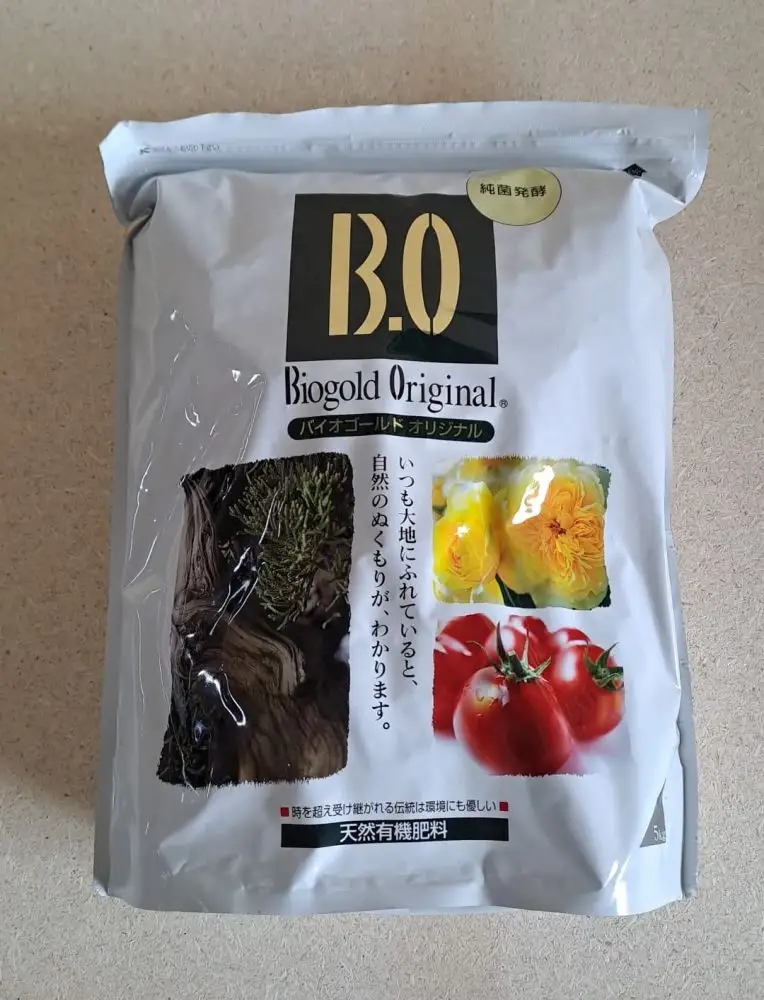 純菌発酵
B.O
Biogold Original®
バイオゴールド オリジナル
いつも大地にふれていると、
自然のぬくもりが、わかります。
■時を超え受け継がれる伝統は環境にも優しい■
天然有機肥料
5kg